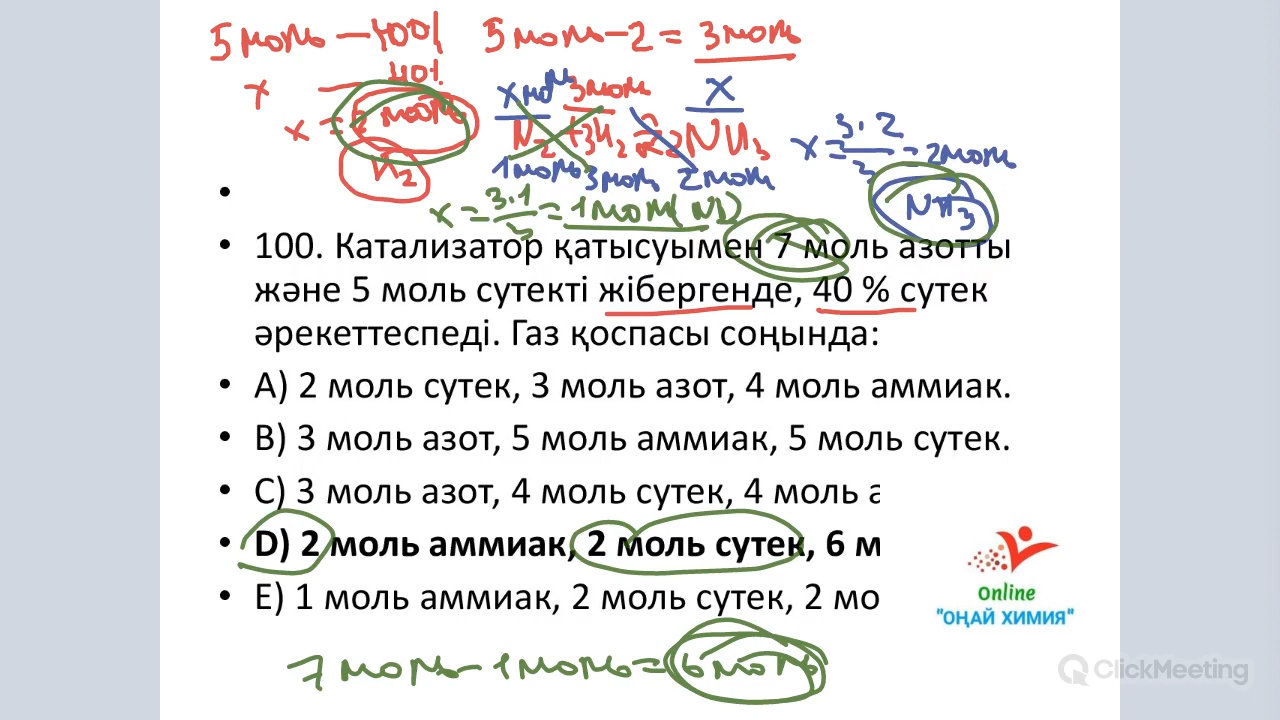 5 моль – 100% 5 моль – 2 = 3 моль
x 40%
x = 2 моль
H2
x моль 3 моль x
N2 + 3H2 ⇄ 2NH3
1 моль 3 моль 2 моль
x = 3·2/3 = 2 моль
NH3
x = 3·1/3 = 1 моль (N2)
• 100. Катализатор қатысуымен 7 моль азотты
және 5 моль сутекті жібергенде, 40 % сутек
әрекеттеспеді. Газ қоспасы соңында:
• A) 2 моль сутек, 3 моль азот, 4 моль аммиак.
• B) 3 моль азот, 5 моль аммиак, 5 моль сутек.
• C) 3 моль азот, 4 моль сутек, 4 моль а
• D) 2 моль аммиак, 2 моль сутек, 6 м
• E) 1 моль аммиак, 2 моль сутек, 2 мо
7 моль – 1 моль = 6 моль
Online
"ОҢАЙ ХИМИЯ"
ClickMeeting